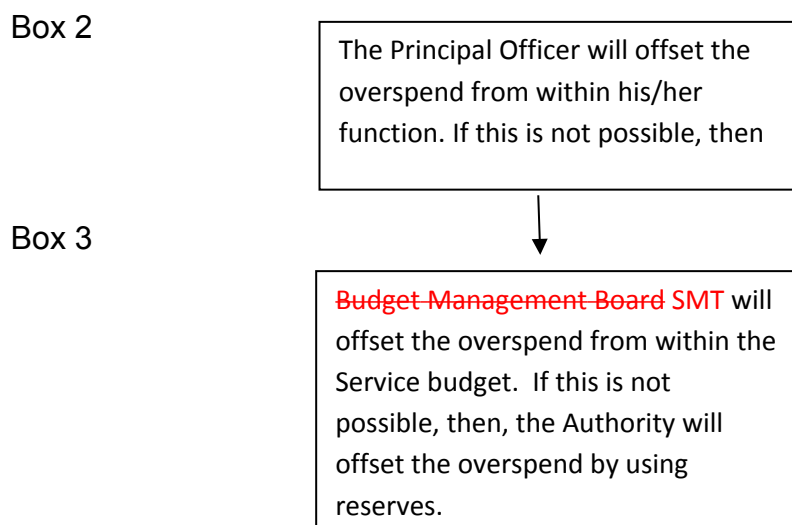 Box 2
The Principal Officer will offset the
overspend from within his/her
function. If this is not possible, then
Box 3
Budget Management Board SMT will
offset the overspend from within the
Service budget.  If this is not
possible, then, the Authority will
offset the overspend by using
reserves.